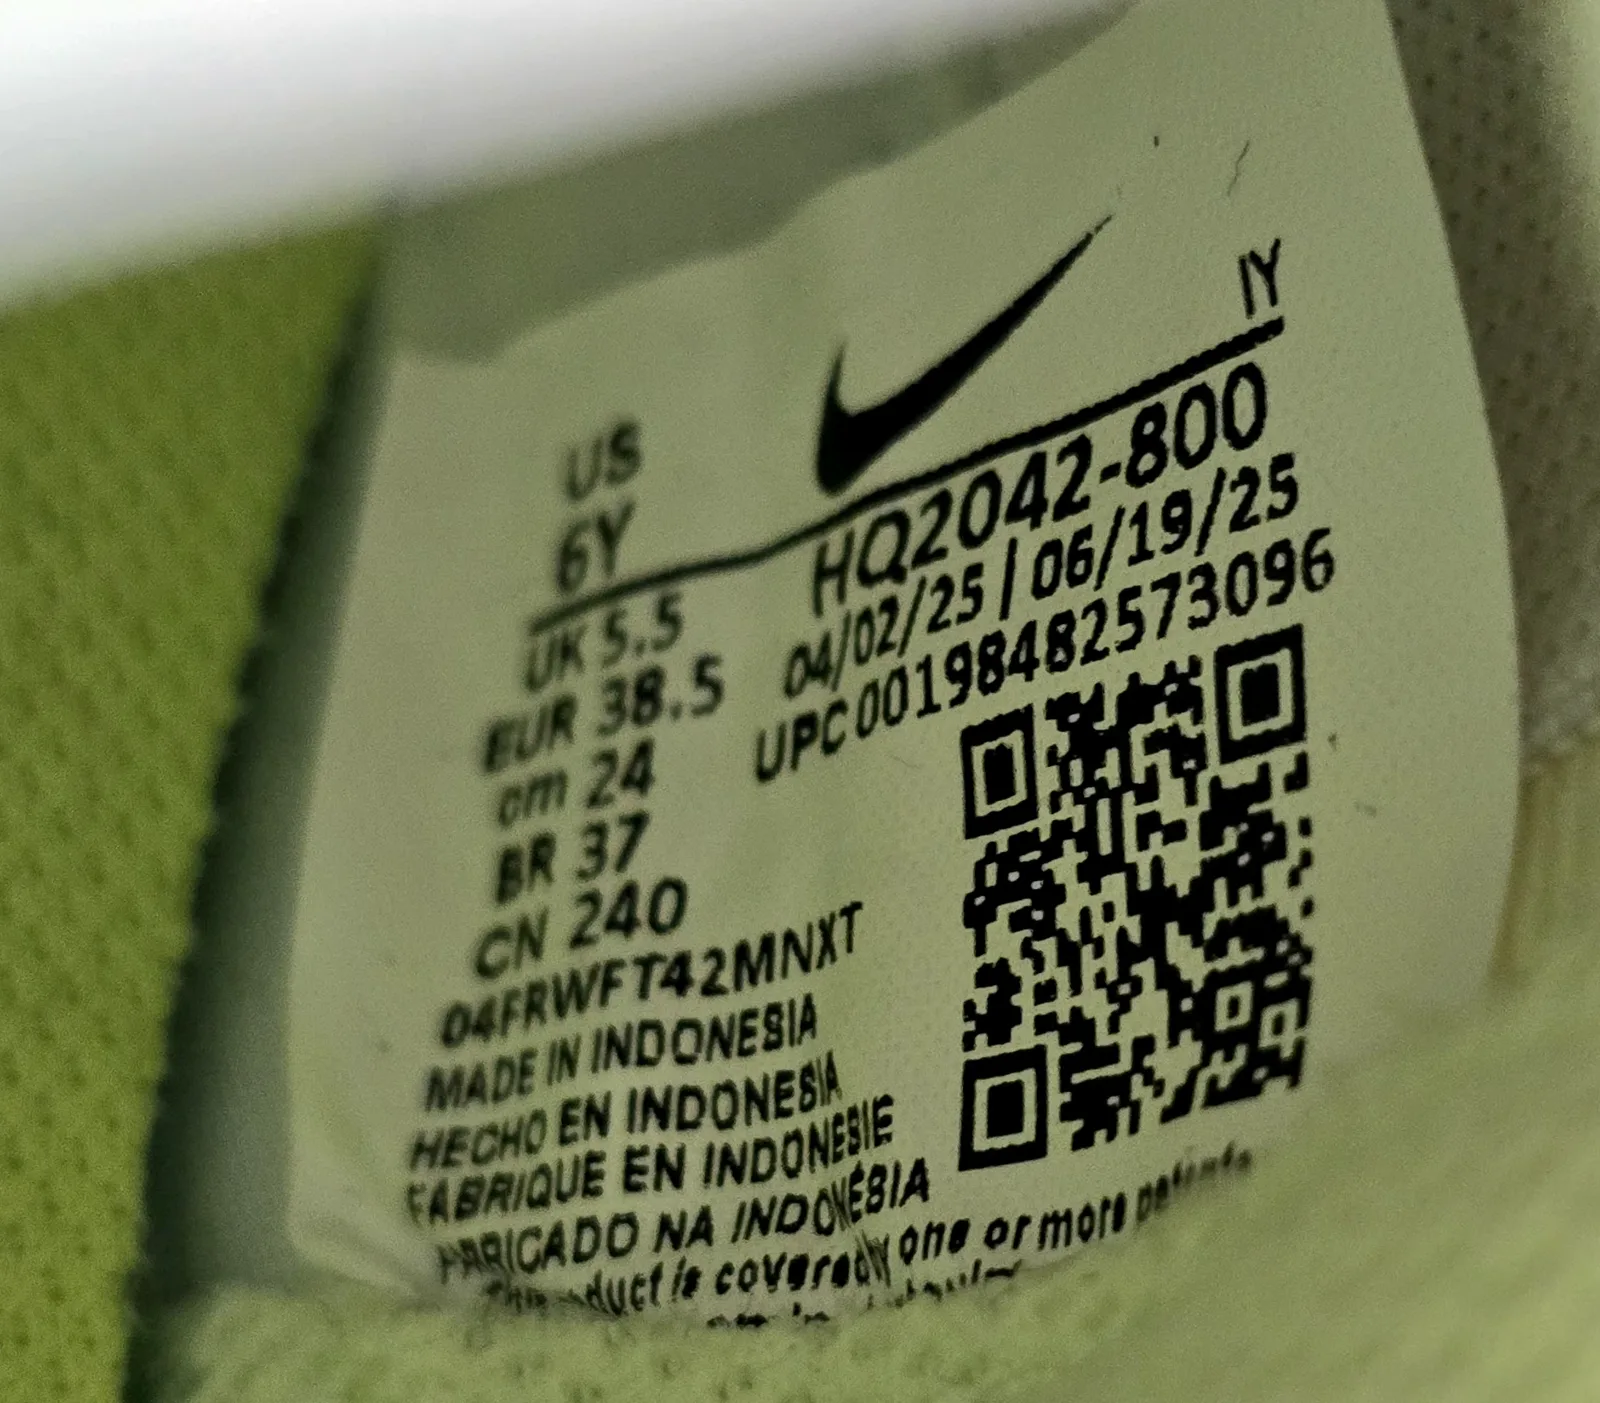 IY
US
6Y
UK 5.5
EUR 38.5
cm 24
BR 37
CN 240
HQ2042-800
04/02/25 | 06/19/25
UPC 00198482573096
04FRWFT42MNXT
MADE IN INDONESIA
HECHO EN INDONESIA
FABRIQUE EN INDONESIE
FABRICADO NA INDONÉSIA
This product is covered by one or more patents